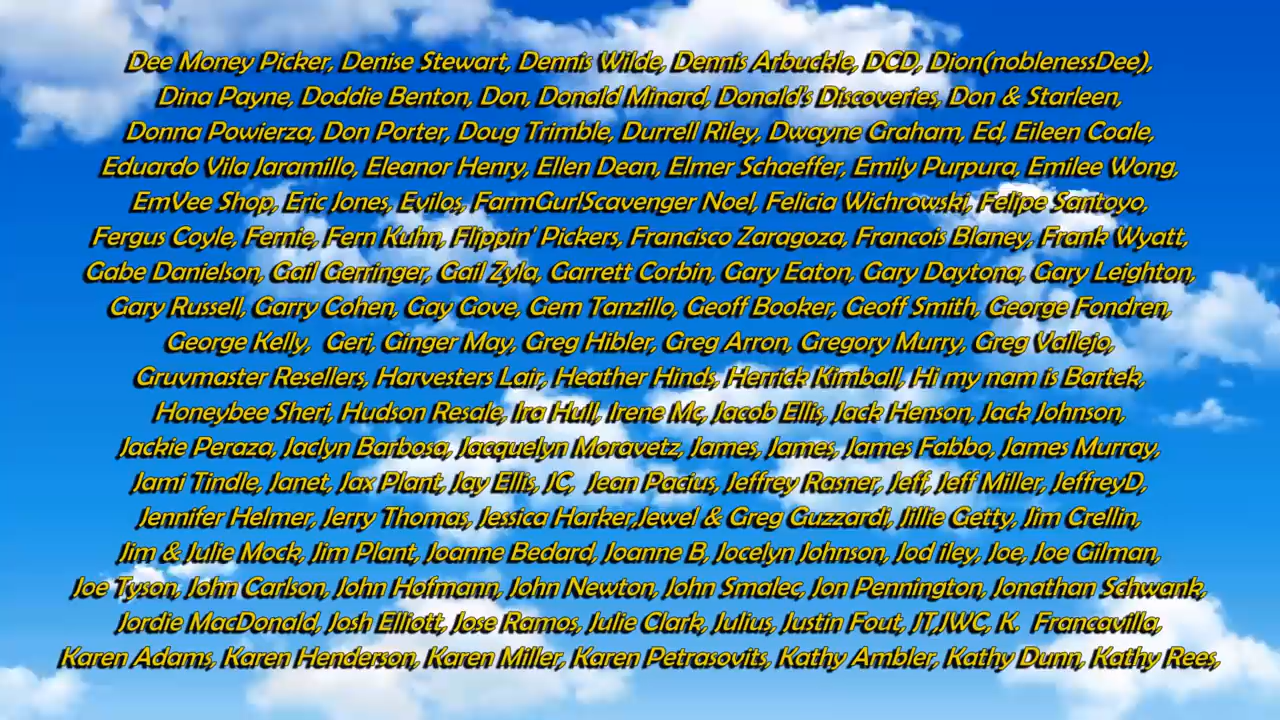 Dee Money Picker, Denise Stewart, Dennis Wilde, Dennis Arbuckle, DCD, Dion(noblenessDee),
Dina Payne, Doddie Benton, Don, Donald Minard, Donald's Discoveries, Don & Starleen,
Donna Powierza, Don Porter, Doug Trimble, Durrell Riley, Dwayne Graham, Ed, Eileen Coale,
Eduardo Vila Jaramillo, Eleanor Henry, Ellen Dean, Elmer Schaeffer, Emily Purpura, Emilee Wong,
EmVee Shop, Eric Jones, Evilos, FarmGurlScavenger Noel, Felicia Wichrowski, Felipe Santoyo,
Fergus Coyle, Fernie, Fern Kuhn, Flippin' Pickers, Francisco Zaragoza, Francois Blaney, Frank Wyatt,
Gabe Danielson, Gail Gerringer, Gail Zyla, Garrett Corbin, Gary Eaton, Gary Daytona, Gary Leighton,
Gary Russell, Garry Cohen, Gay Gove, Gem Tanzillo, Geoff Booker, Geoff Smith, George Fondren,
George Kelly,  Geri, Ginger May, Greg Hibler, Greg Arron, Gregory Murry, Greg Vallejo,
Gruvmaster Resellers, Harvesters Lair, Heather Hinds, Herrick Kimball, Hi my nam is Bartek,
Honeybee Sheri, Hudson Resale, Ira Hull, Irene Mc, Jacob Ellis, Jack Henson, Jack Johnson,
Jackie Peraza, Jaclyn Barbosa, Jacquelyn Moravetz, James, James, James Fabbo, James Murray,
Jami Tindle, Janet, Jax Plant, Jay Ellis, JC,  Jean Pacius, Jeffrey Rasner, Jeff, Jeff Miller, JeffreyD,
Jennifer Helmer, Jerry Thomas, Jessica Harker,Jewel & Greg Guzzardi, Jillie Getty, Jim Crellin,
Jim & Julie Mock, Jim Plant, Joanne Bedard, Joanne B, Jocelyn Johnson, Jod iley, Joe, Joe Gilman,
Joe Tyson, John Carlson, John Hofmann, John Newton, John Smalec, Jon Pennington, Jonathan Schwank,
Jordie MacDonald, Josh Elliott, Jose Ramos, Julie Clark, Julius, Justin Fout, JT,JWC, K.  Francavilla,
Karen Adams, Karen Henderson, Karen Miller, Karen Petrasovits, Kathy Ambler, Kathy Dunn, Kathy Rees,